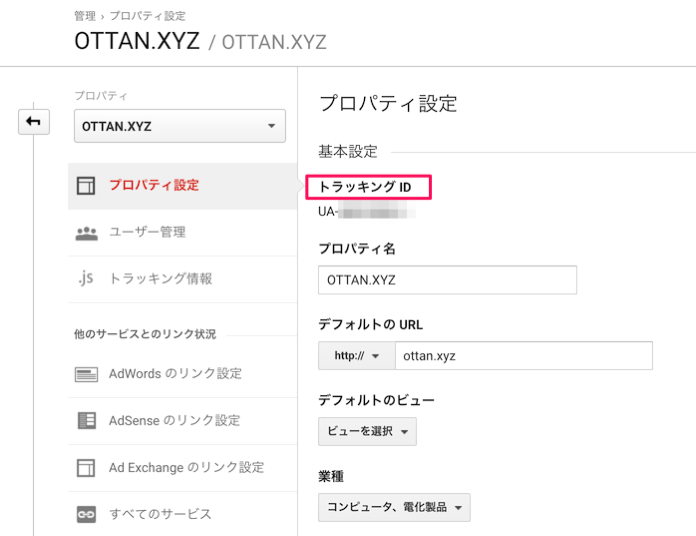 管理 › プロパティ設定
OTTAN.XYZ / OTTAN.XYZ
プロパティ
OTTAN.XYZ
プロパティ設定
ユーザー管理
.js トラッキング情報
他のサービスとのリンク状況
AdWords のリンク設定
AdSense のリンク設定
Ad Exchange のリンク設定
すべてのサービス
プロパティ設定
基本設定
トラッキング ID
UA-
プロパティ名
OTTAN.XYZ
デフォルトの URL
http:// ottan.xyz
デフォルトのビュー
ビューを選択
業種
コンピュータ、電化製品